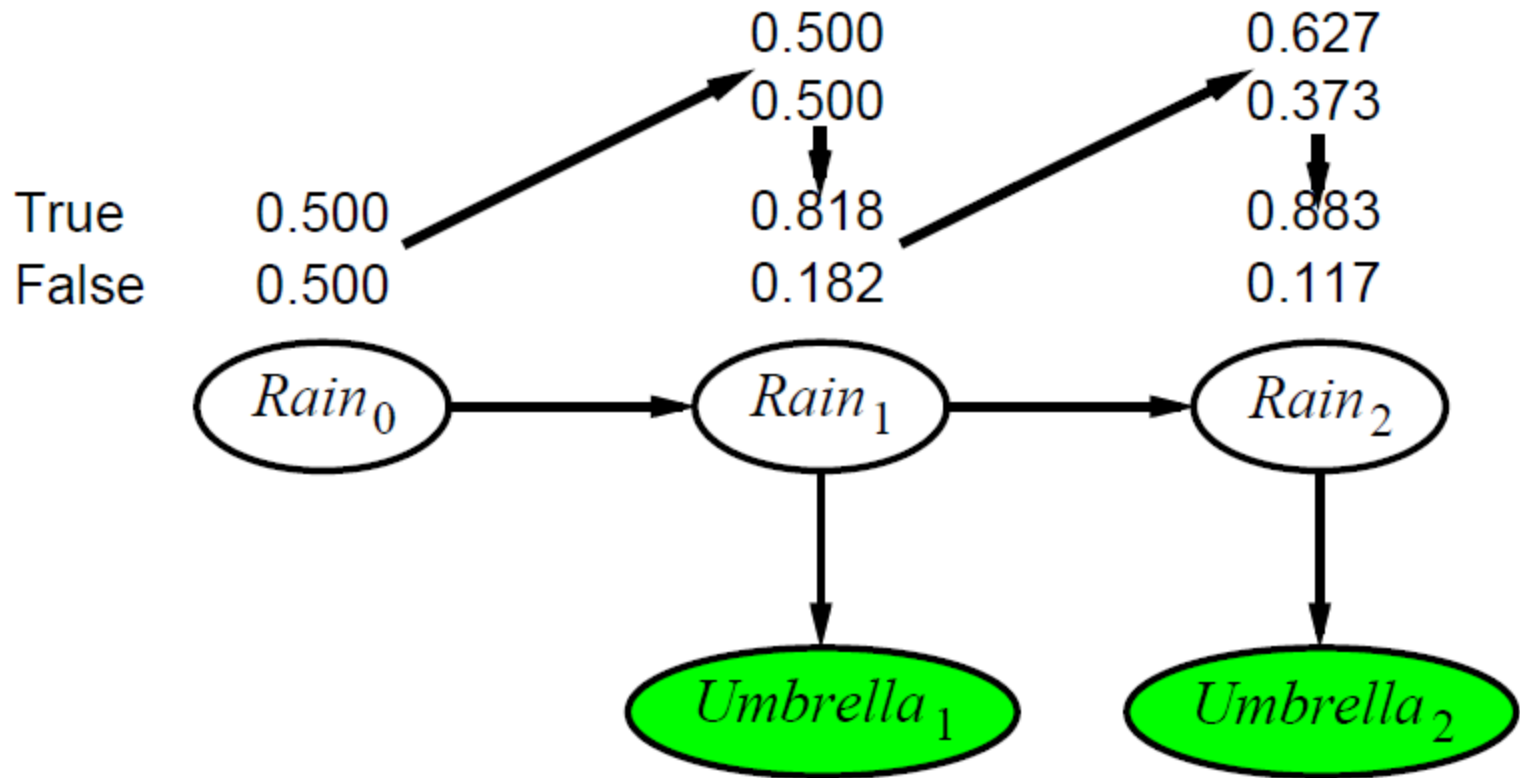 0.500 0.627
0.500 0.373
True 0.500 0.818 0.883
False 0.500 0.182 0.117
Rain0 Rain1 Rain2
Umbrella1 Umbrella2